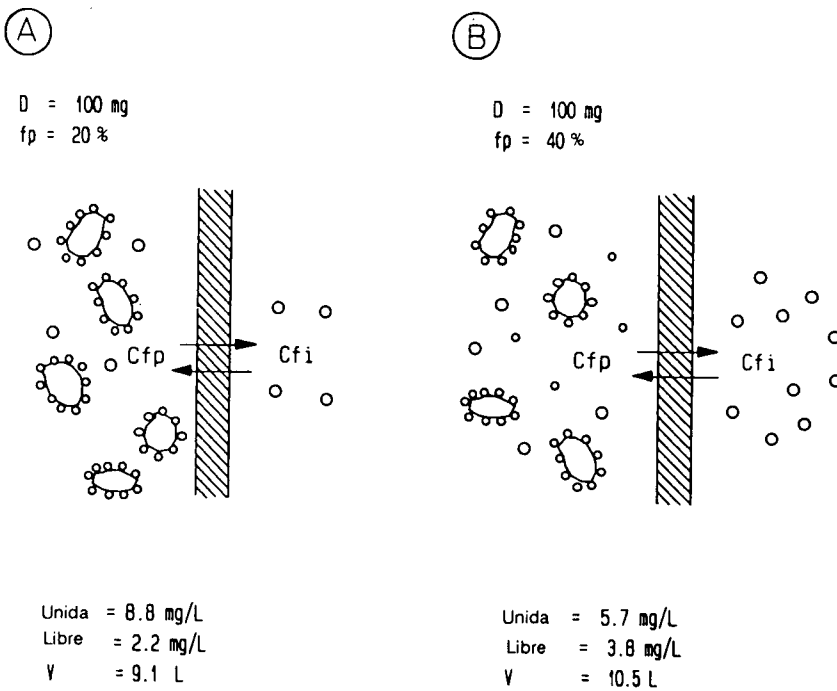 A
D = 100 mg
fp = 20 %
Cfp
Cfi
Unida = 8.8 mg/L
Libre = 2.2 mg/L
V = 9.1 L
B
D = 100 mg
fp = 40 %
Cfp
Cfi
Unida = 5.7 mg/L
Libre = 3.8 mg/L
V = 10.5 L